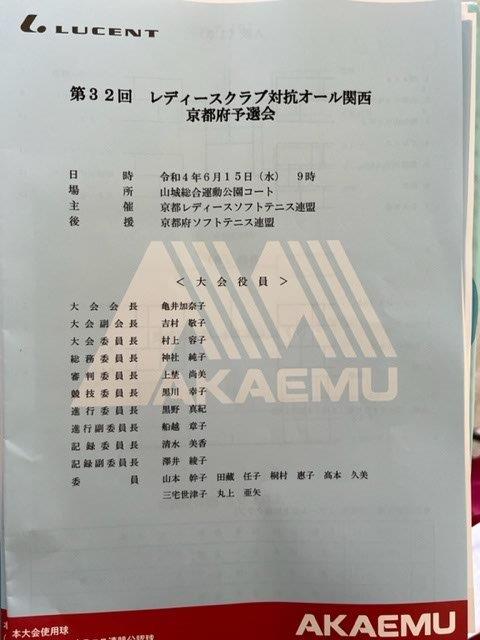 LUCENT
第32回　レディースクラブ対抗オール関西
京都府予選会
日　　時　令和4年6月15日（水）　9時
場　　所　山城総合運動公園コート
主　　催　京都レディースソフトテニス連盟
後　　援　京都府ソフトテニス連盟
＜大会役員＞
大会会長　亀井加奈子
大会副会長　吉村　敬子
大会委員長　村上　容子
総務委員長　神社　純子
審判委員長　上埜　尚美
競技委員長　黒川　幸子
進行委員長　黒野　真紀
進行副委員長　船越　章子
記録委員長　清水　美香
記録副委員長　澤井　綾子
委　　員　山本　幹子　田蔵　任子　桐村　惠子　高本　久美
三宅世津子　丸上　亜矢
AKAEMU
本大会使用球
AKAEMU